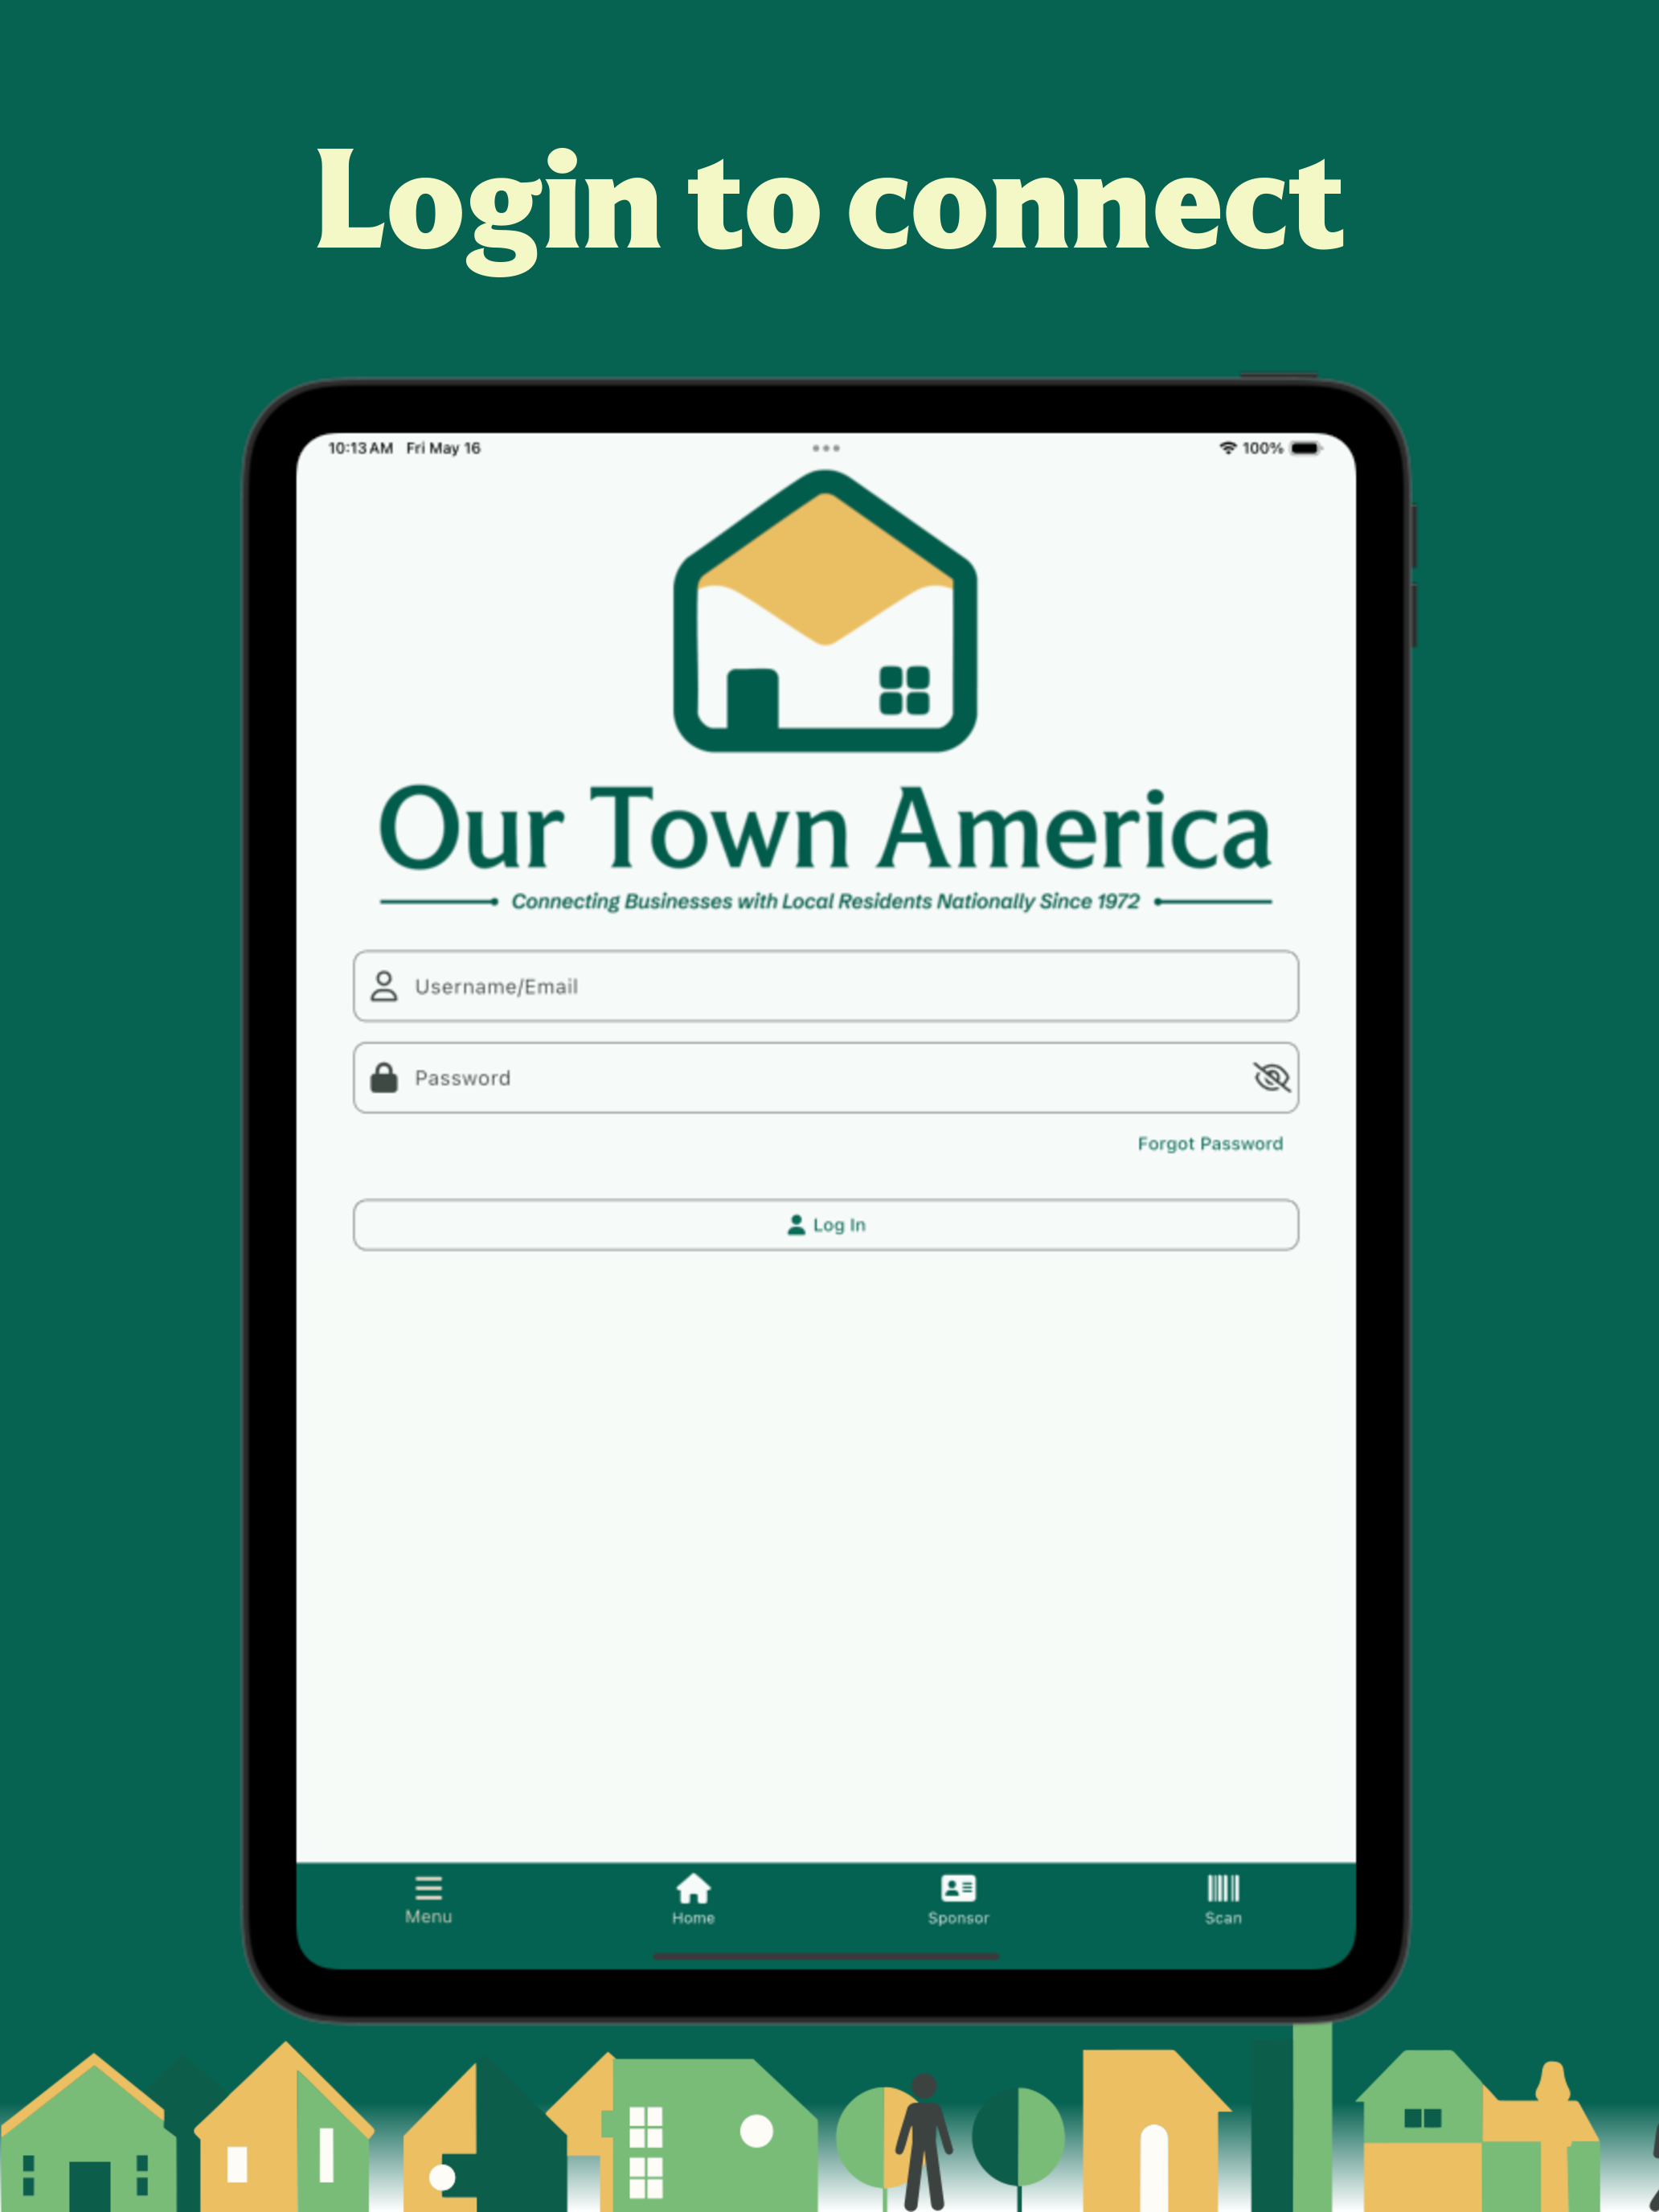 Login to connect
10:13 AM Fri May 16
100%
Our Town America
Connecting Businesses with Local Residents Nationally Since 1972
Username/Email
Password
Forgot Password
Log In
Menu Home Sponsor Scan